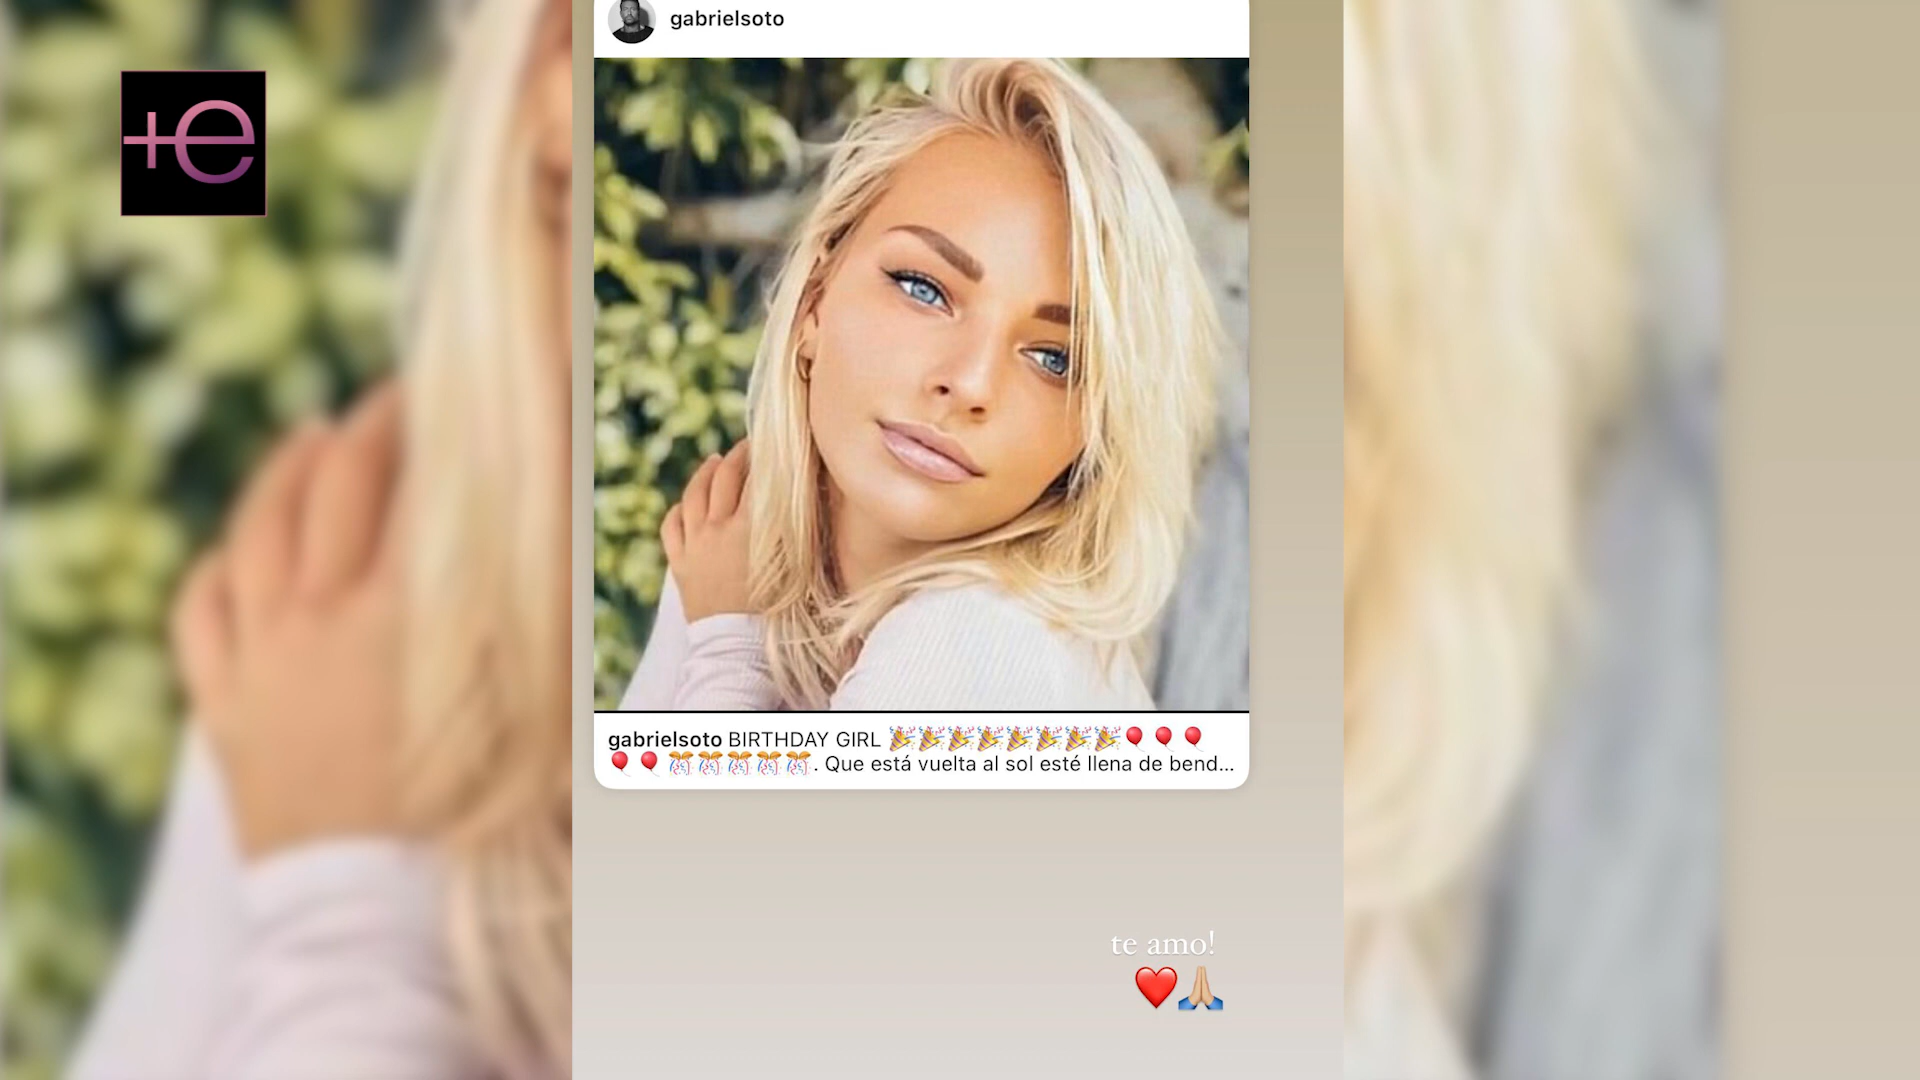 +e
gabrielsoto
gabrielsoto BIRTHDAY GIRL 🎉🎉🎉🎉🎉🎉🎉🎉🎈🎈🎈
🎈🎈🎊🎊🎊🎊🎊. Que está vuelta al sol esté llena de bend...
te amo!
❤️🙏🏼